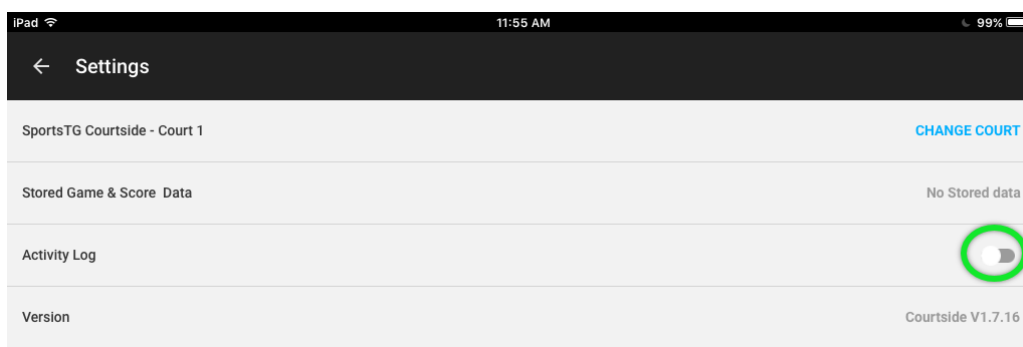 iPad 11:55 AM 99%
Settings
SportsTG Courtside - Court 1 CHANGE COURT
Stored Game & Score Data No Stored data
Activity Log
Version Courtside V1.7.16